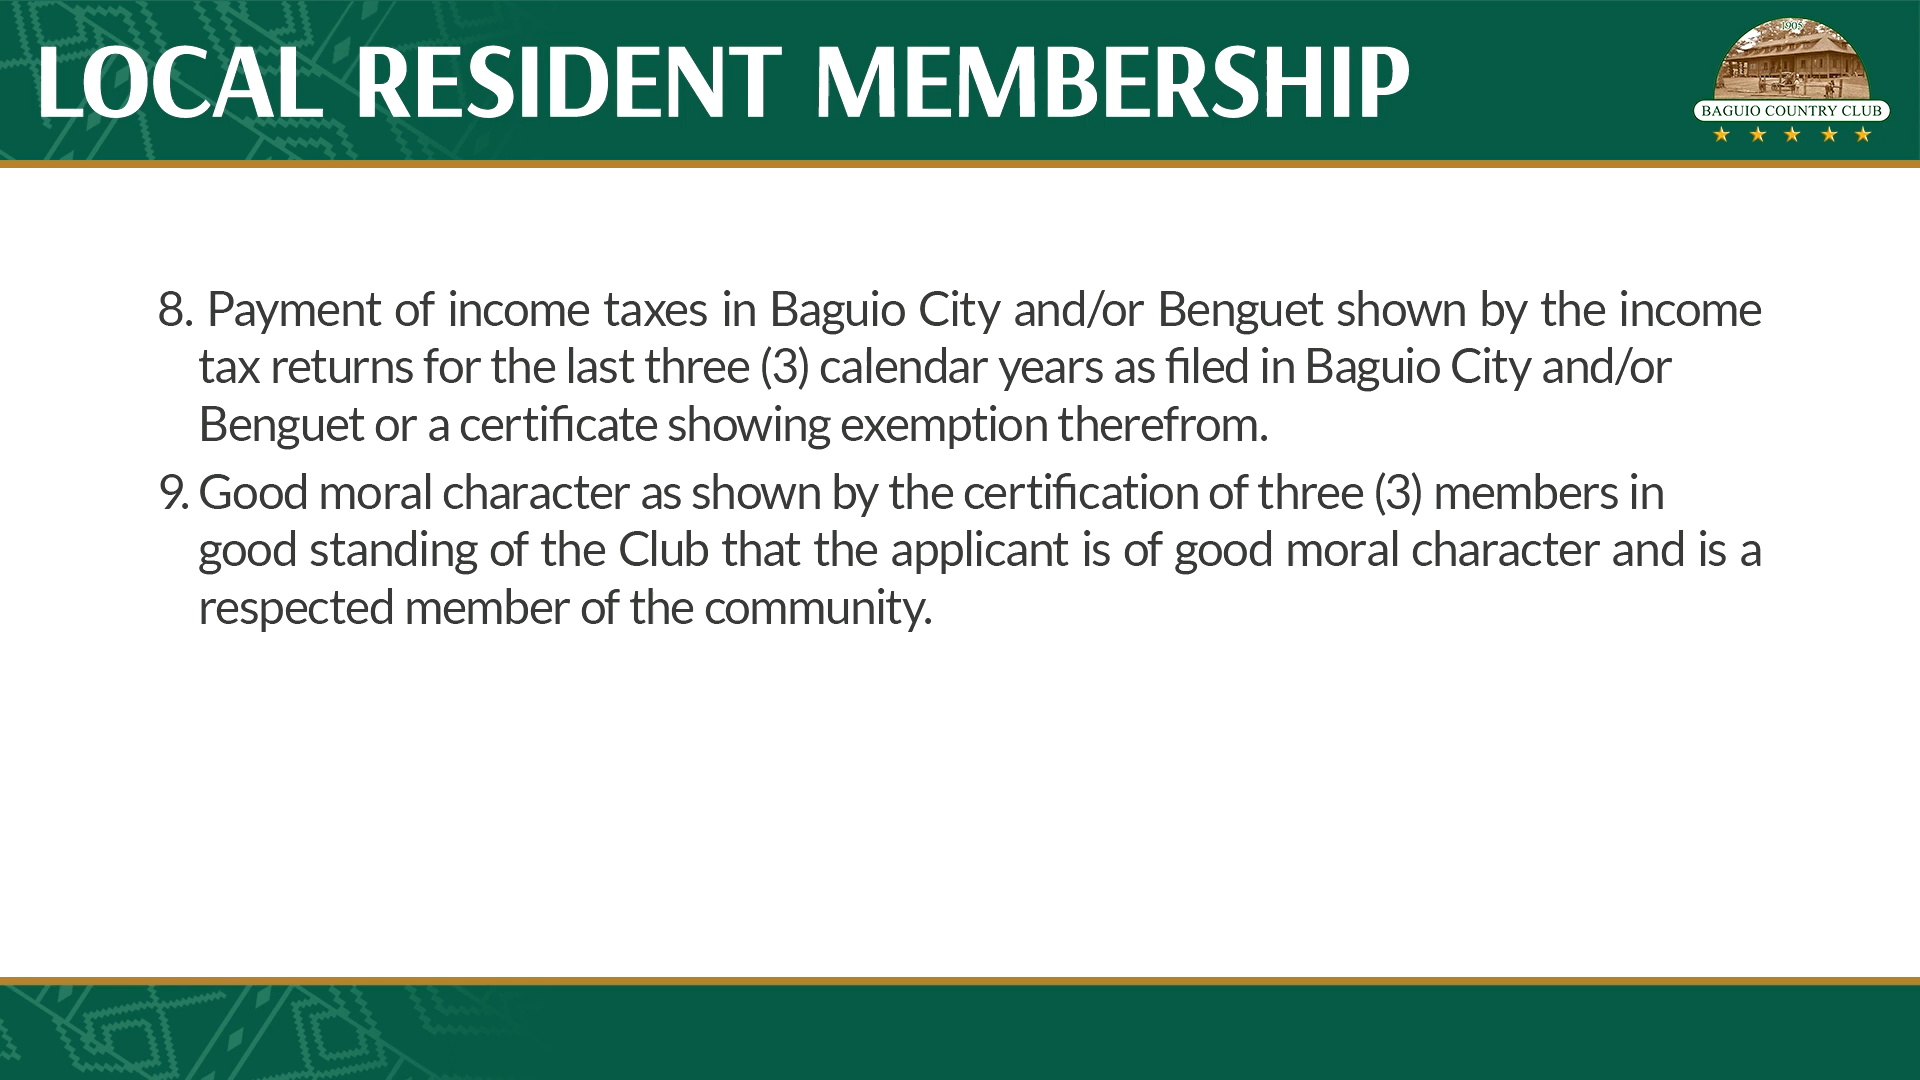 LOCAL RESIDENT MEMBERSHIP
1905
BAGUIO COUNTRY CLUB
8. Payment of income taxes in Baguio City and/or Benguet shown by the income
tax returns for the last three (3) calendar years as filed in Baguio City and/or
Benguet or a certificate showing exemption therefrom.
9. Good moral character as shown by the certification of three (3) members in
good standing of the Club that the applicant is of good moral character and is a
respected member of the community.